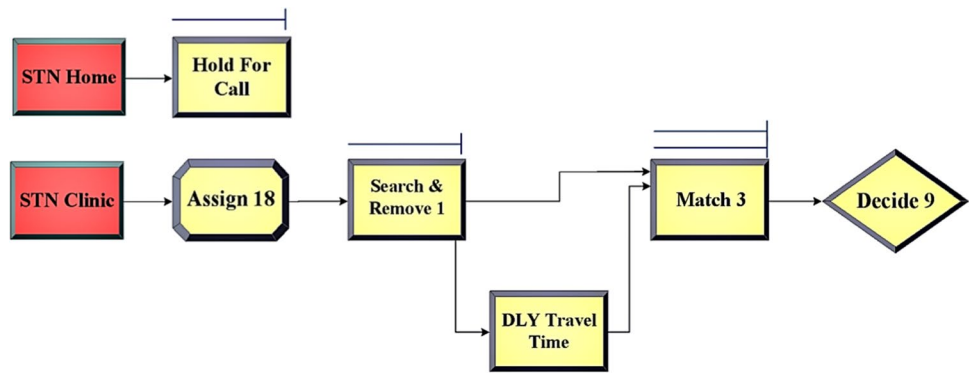 STN Home
Hold For
Call
STN Clinic
Assign 18
Search &
Remove 1
Match 3
Decide 9
DLY Travel
Time